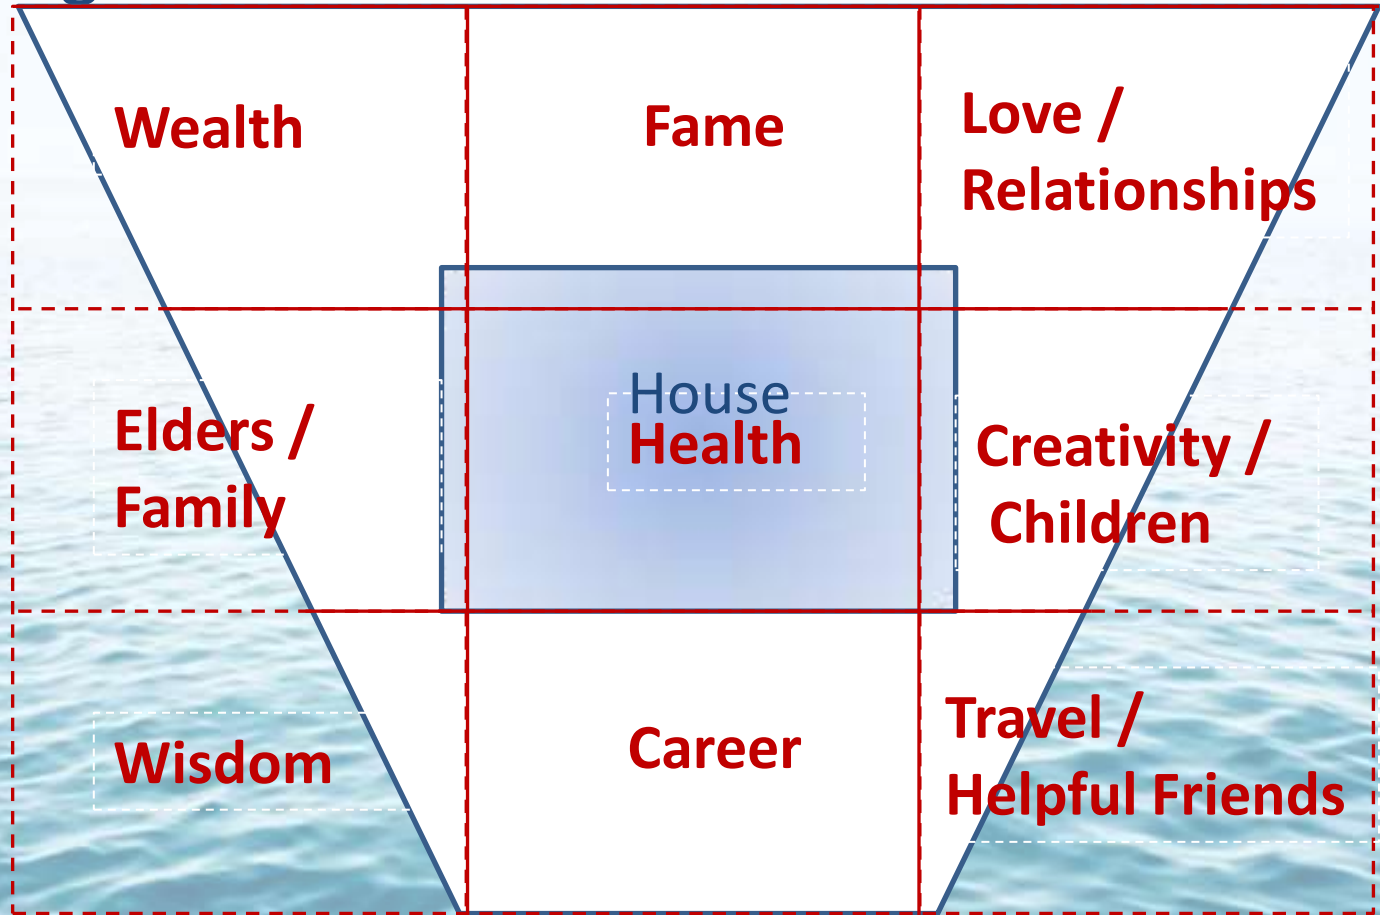 Wealth
Fame
Love /
Relationships
House
Health
Elders /
Family
Creativity /
Children
Wisdom
Career
Travel /
Helpful Friends